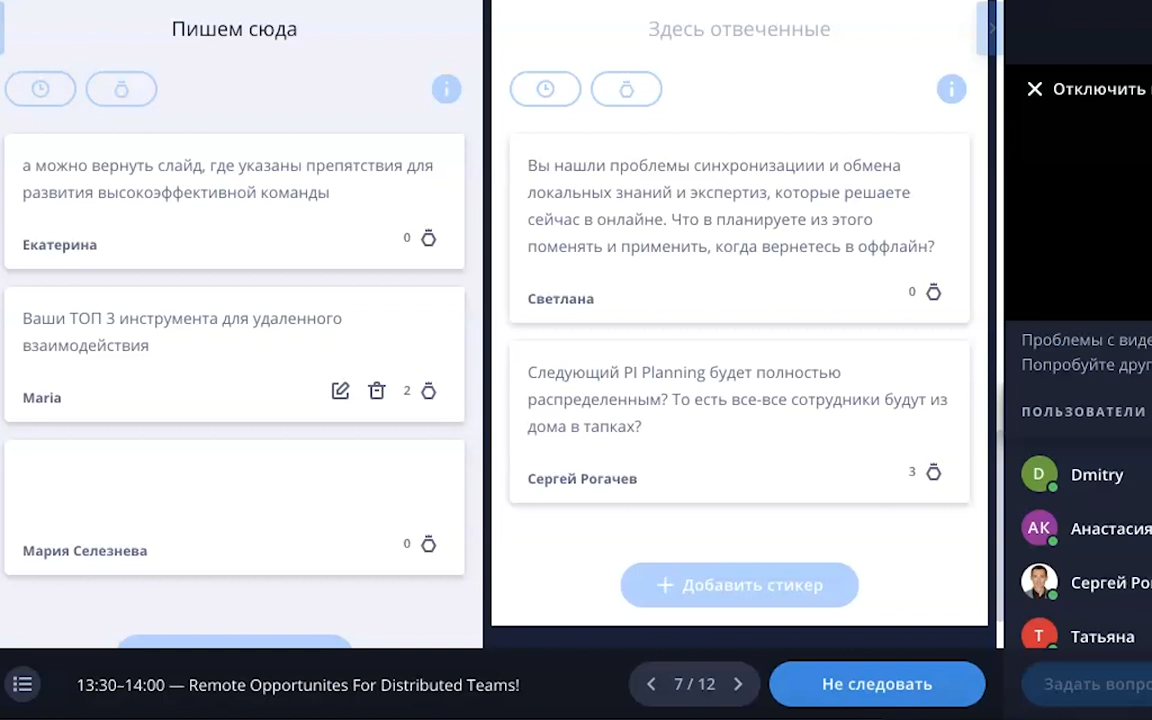 Пишем сюда
а можно вернуть слайд, где указаны препятствия для
развития высокоэффективной команды
Екатерина
0
Ваши ТОП 3 инструмента для удаленного
взаимодействия
Maria
2
Мария Селезнева
0
Здесь отвеченные
Вы нашли проблемы синхронизациии и обмена
локальных знаний и экспертиз, которые решаете
сейчас в онлайне. Что в планируете из этого
поменять и применить, когда вернетесь в оффлайн?
Светлана
0
Следующий PI Planning будет полностью
распределенным? То есть все-все сотрудники будут из
дома в тапках?
Сергей Рогачев
3
+ Добавить стикер
Отключить
Проблемы с виде
Попробуйте друг
ПОЛЬЗОВАТЕЛИ
D Dmitry
АК Анастасия
Сергей Ро
Т Татьяна
13:30–14:00 — Remote Opportunites For Distributed Teams!
7 / 12
Не следовать
Задать вопро